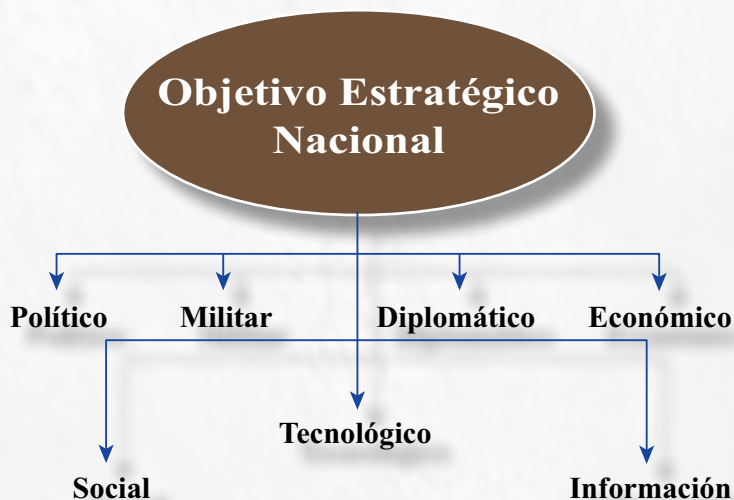 Objetivo Estratégico
Nacional
Político Militar Diplomático Económico
Tecnológico
Social Información